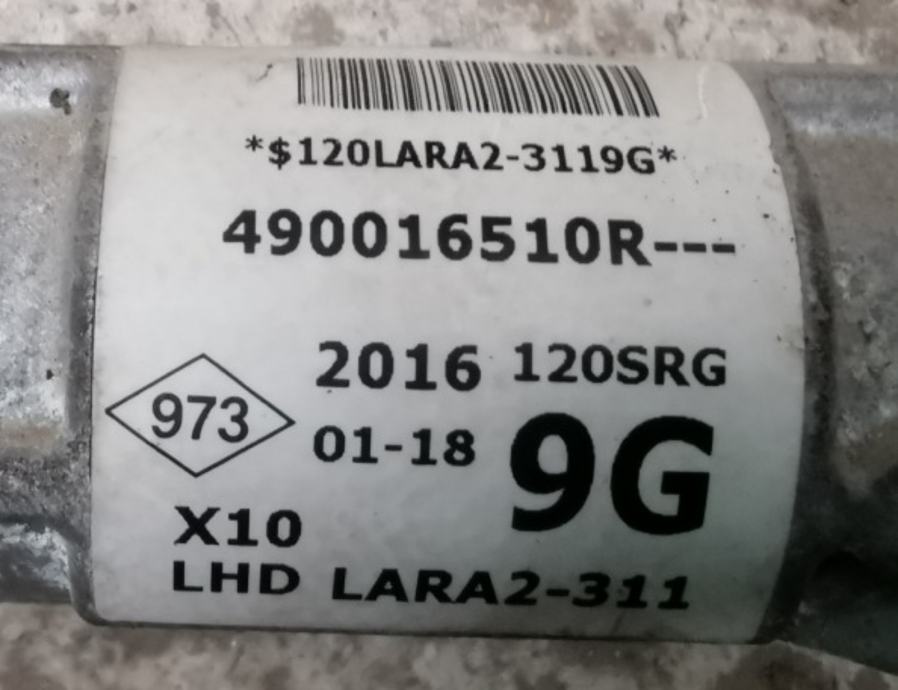 *$120LARA2-3119G*
490016510R---
2016 120SRG
973
01-18 9G
X10
LHD LARA2-311